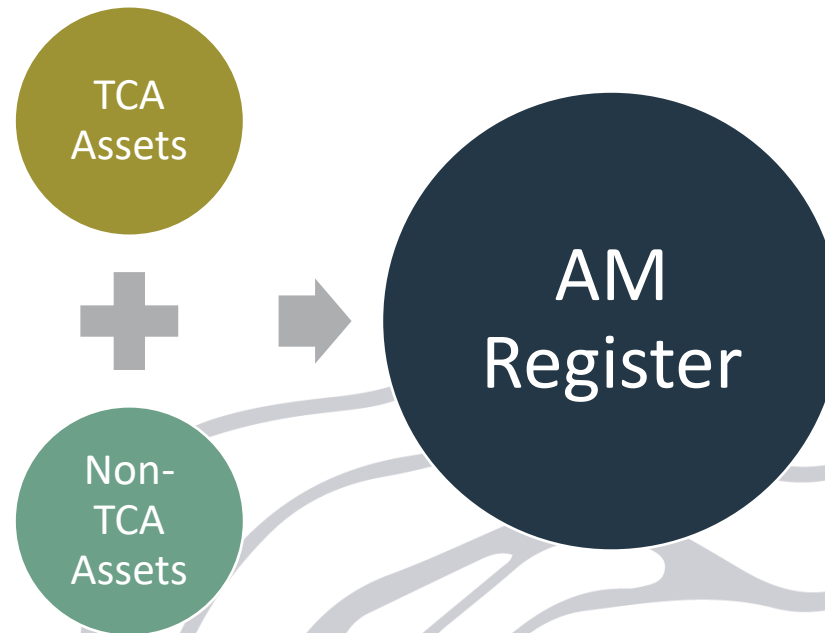 TCA
Assets
Non-
TCA
Assets
AM
Register